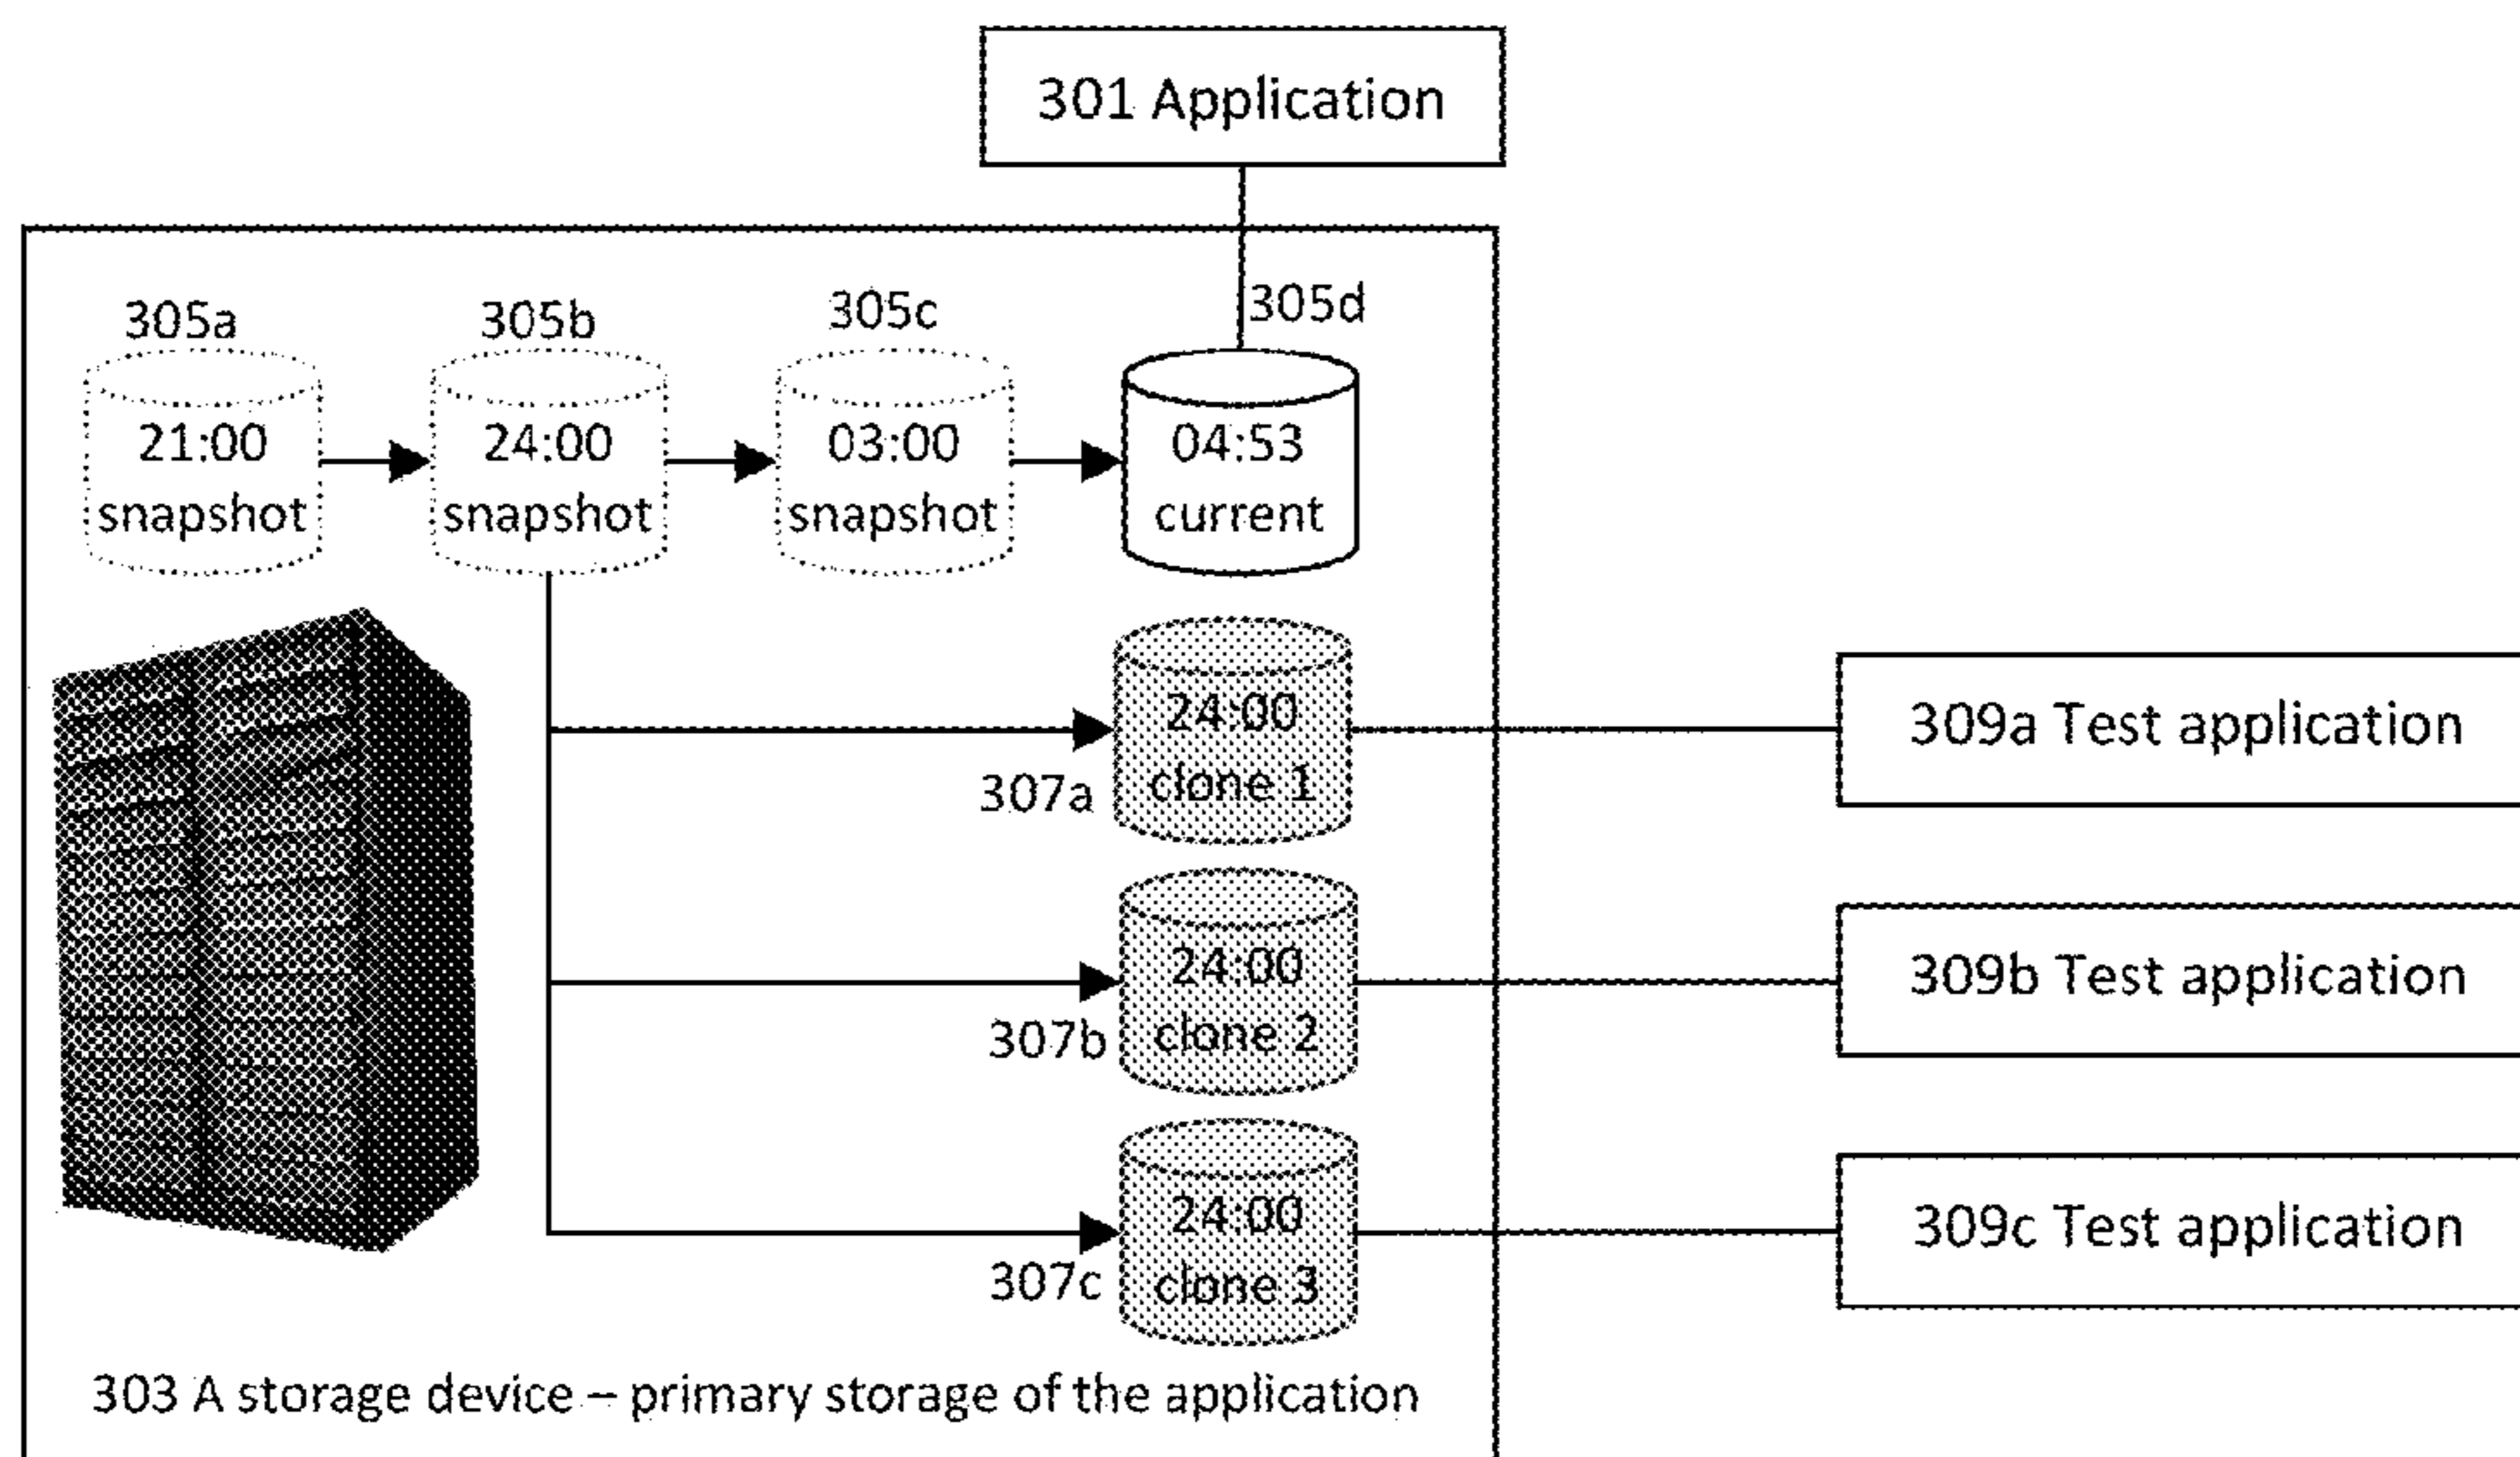 301 Application
305a
305b
305c
305d
21:00
snapshot
24:00
snapshot
03:00
snapshot
04:53
current
24:00
clone 1
307a
309a Test application
24:00
clone 2
307b
309b Test application
24:00
clone 3
307c
309c Test application
303 A storage device – primary storage of the application